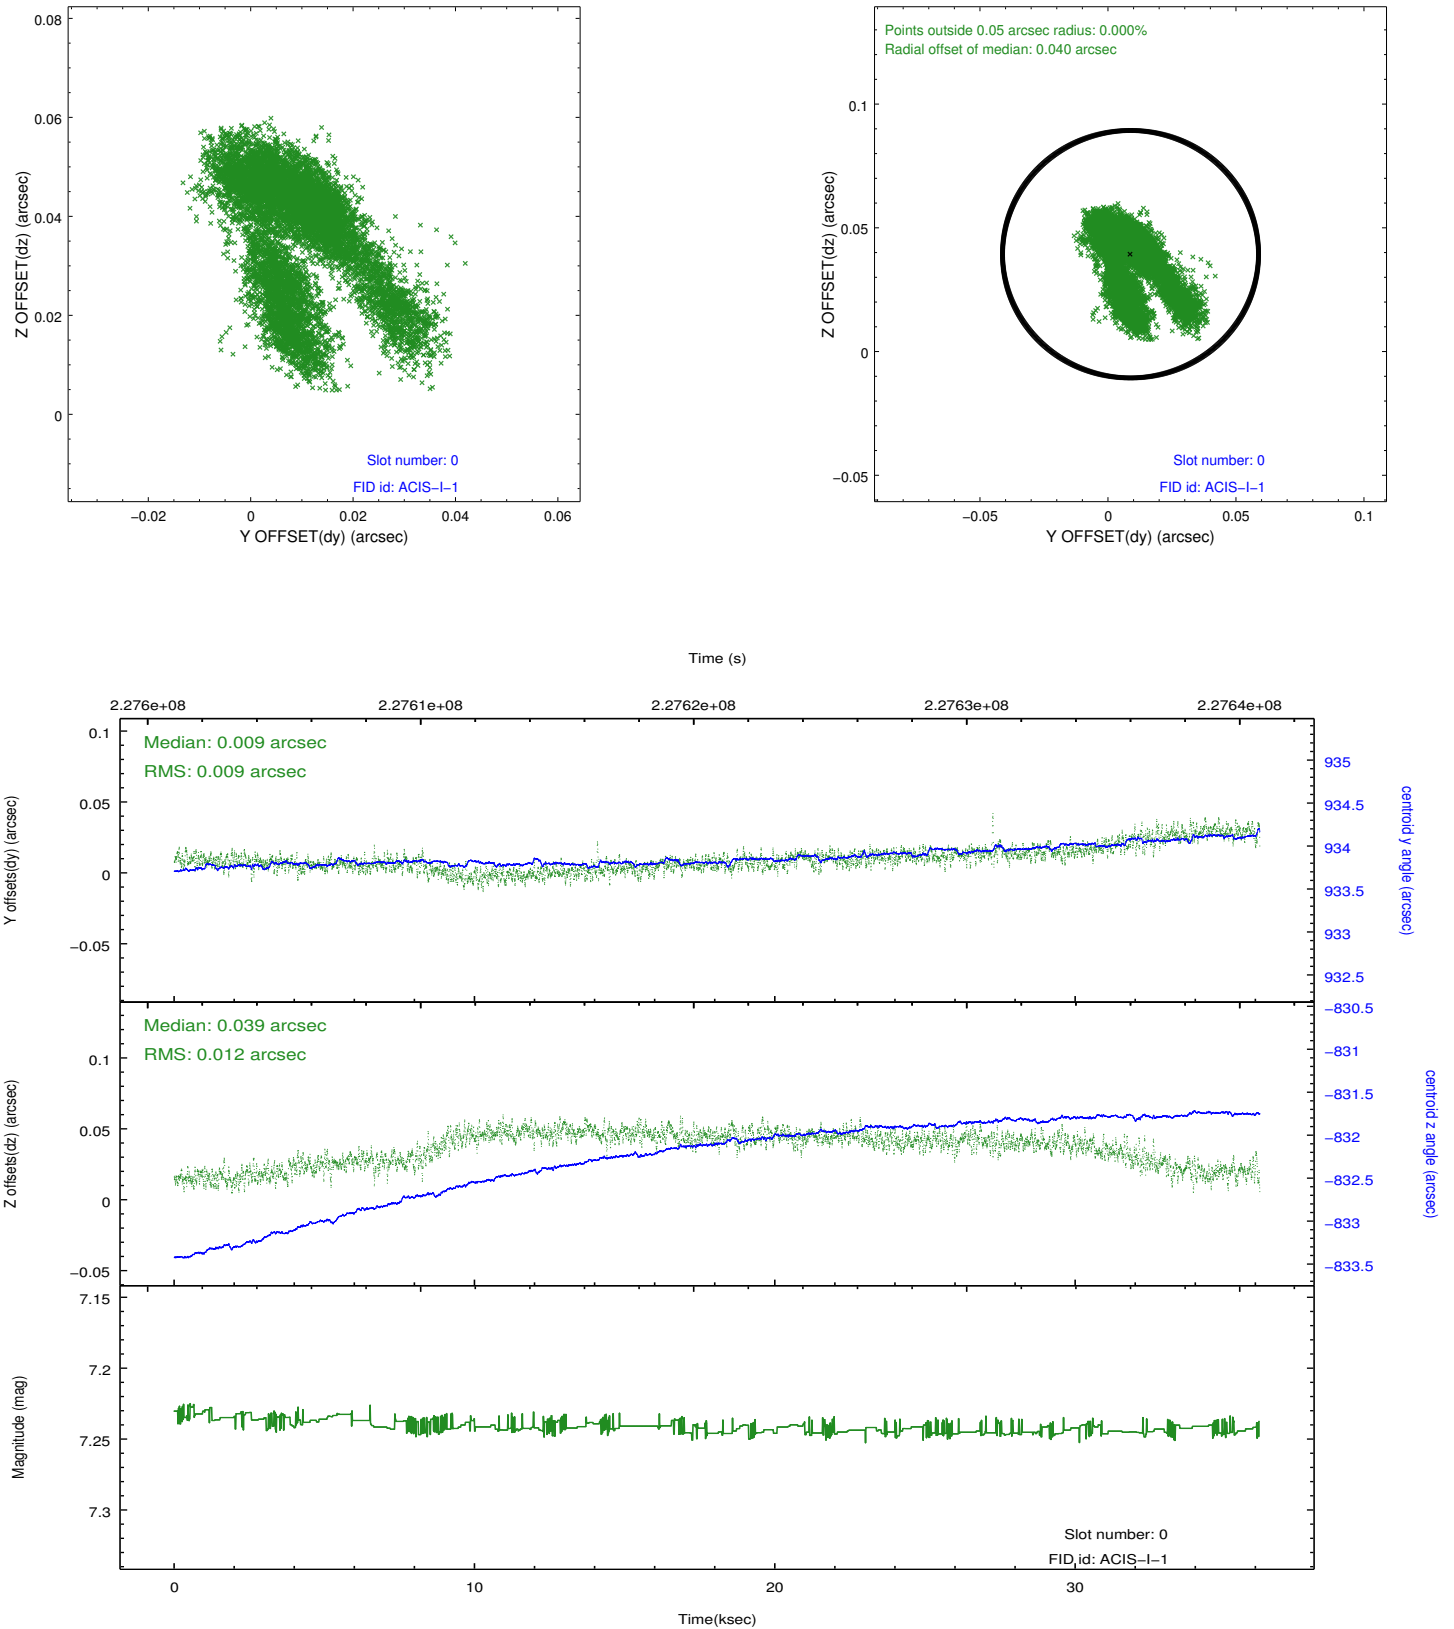 0.08
0.06
0.04
0.02
0
Z OFFSET(dz) (arcsec)
Slot number: 0
FID id: ACIS−I−1
−0.02
0
0.02
0.04
0.06
Y OFFSET(dy) (arcsec)
Points outside 0.05 arcsec radius: 0.000%
Radial offset of median: 0.040 arcsec
0.1
0.05
0
−0.05
Z OFFSET(dz) (arcsec)
Slot number: 0
FID id: ACIS−I−1
−0.05
0
0.05
0.1
Y OFFSET(dy) (arcsec)
Time (s)
2.276e+08
2.2761e+08
2.2762e+08
2.2763e+08
2.2764e+08
Median: 0.009 arcsec
RMS: 0.009 arcsec
0.1
0.05
0
−0.05
Y offsets(dy) (arcsec)
935
934.5
934
933.5
933
932.5
centroid y angle (arcsec)
Median: 0.039 arcsec
RMS: 0.012 arcsec
0.1
0.05
0
−0.05
Z offsets(dz) (arcsec)
−830.5
−831
−831.5
−832
−832.5
−833
−833.5
centroid z angle (arcsec)
7.15
7.2
7.25
7.3
Magnitude (mag)
Slot number: 0
FID id: ACIS−I−1
0
10
20
30
Time(ksec)